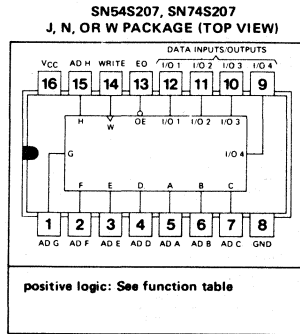 SN54S207, SN74S207
J, N, OR W PACKAGE (TOP VIEW)
DATA INPUTS/OUTPUTS
VCC AD H WRITE EO I/O 1 I/O 2 I/O 3 I/O 4
16 15 14 13 12 11 10 9
H W OE I/O 1 I/O 2 I/O 3
G I/O 4
F E D A B C
1 2 3 4 5 6 7 8
AD G AD F AD E AD D AD A AD B AD C GND
positive logic: See function table